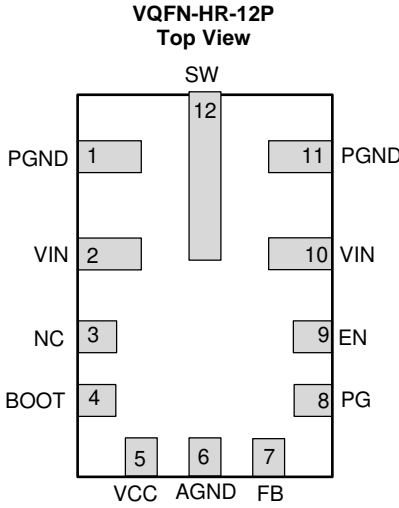 VQFN-HR-12P
Top View
SW
12
PGND 1 11 PGND
VIN 2 10 VIN
NC 3 9 EN
BOOT 4 8 PG
5 6 7
VCC AGND FB